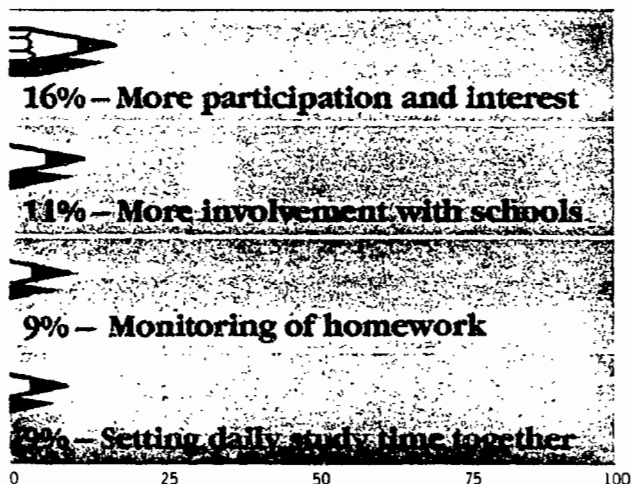 16% – More participation and interest
11% – More involvement with schools
9% – Monitoring of homework
9% – Setting daily study time together
0 25 50 75 100